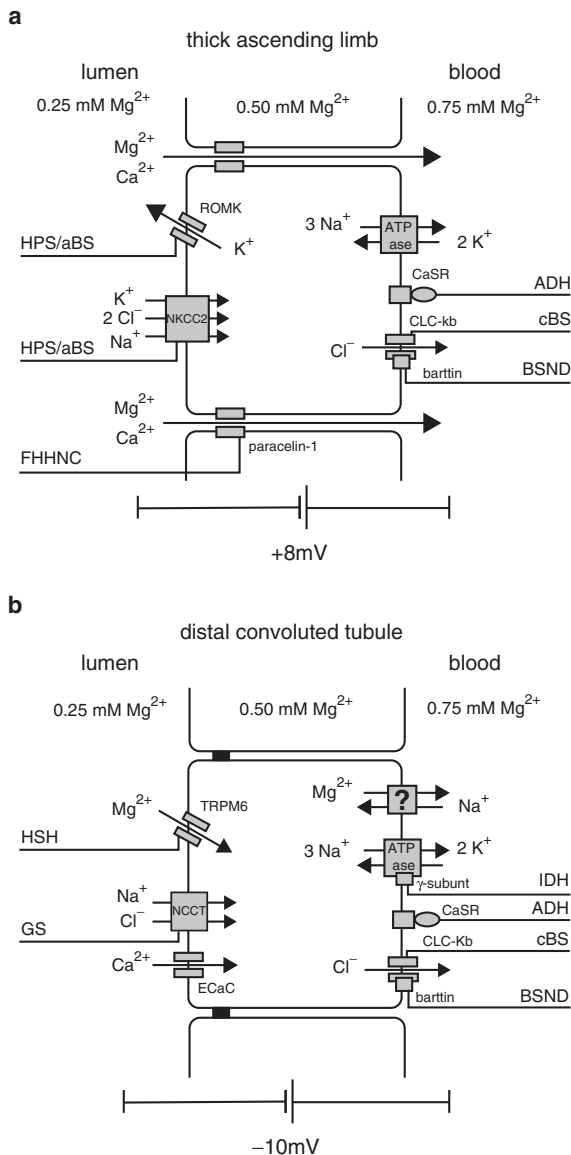 a
thick ascending limb
lumen
blood
0.25 mM Mg²⁺
0.50 mM Mg²⁺
0.75 mM Mg²⁺
Mg²⁺
Ca²⁺
ROMK
K⁺
HPS/aBS
3 Na⁺
ATP
ase
2 K⁺
CaSR
ADH
K⁺
2 Cl⁻
Na⁺
NKCC2
HPS/aBS
CLC-kb
cBS
Cl⁻
barttin
BSND
Mg²⁺
Ca²⁺
paracelin-1
FHHNC
+8mV
b
distal convoluted tubule
lumen
blood
0.25 mM Mg²⁺
0.50 mM Mg²⁺
0.75 mM Mg²⁺
Mg²⁺
TRPM6
HSH
Mg²⁺
?
Na⁺
3 Na⁺
ATP
ase
2 K⁺
γ-subunt
IDH
Na⁺
Cl⁻
NCCT
GS
CaSR
ADH
CLC-Kb
cBS
Ca²⁺
ECaC
Cl⁻
barttin
BSND
−10mV